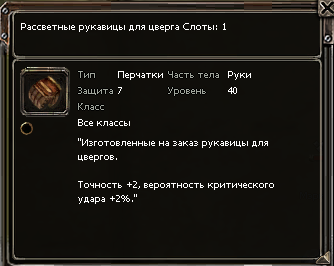 Рассветные рукавицы для цверга Слоты: 1
Тип Перчатки Часть тела Руки
Защита 7 Уровень 40
Класс
Все классы
"Изготовленные на заказ рукавицы для
цвергов.
Точность +2, вероятность критического
удара +2%."